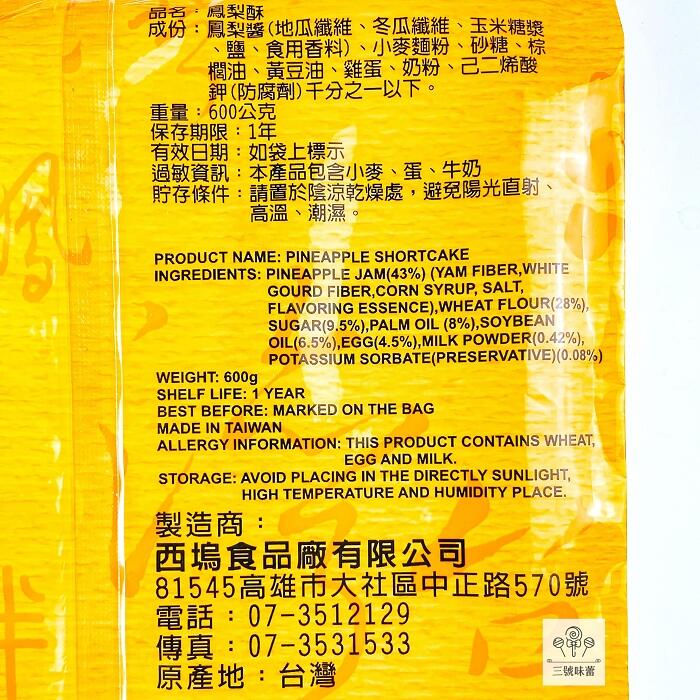 品名：鳳梨酥
成份：鳳梨醬(地瓜纖維、冬瓜纖維、玉米糖漿
、鹽、食用香料)、小麥麵粉、砂糖、棕
櫚油、黃豆油、雞蛋、奶粉、己二烯酸
鉀(防腐劑)千分之一以下。
重量：600公克
保存期限：1年
有效日期：如袋上標示
過敏資訊：本產品包含小麥、蛋、牛奶
貯存條件：請置於陰涼乾燥處，避免陽光直射、
高溫、潮濕。
PRODUCT NAME: PINEAPPLE SHORTCAKE
INGREDIENTS: PINEAPPLE JAM(43%) (YAM FIBER,WHITE
GOURD FIBER,CORN SYRUP, SALT,
FLAVORING ESSENCE),WHEAT FLOUR(28%),
SUGAR(9.5%),PALM OIL (8%),SOYBEAN
OIL(6.5%),EGG(4.5%),MILK POWDER(0.42%),
POTASSIUM SORBATE(PRESERVATIVE)(0.08%)
WEIGHT: 600g
SHELF LIFE: 1 YEAR
BEST BEFORE: MARKED ON THE BAG
MADE IN TAIWAN
ALLERGY INFORMATION: THIS PRODUCT CONTAINS WHEAT,
EGG AND MILK.
STORAGE: AVOID PLACING IN THE DIRECTLY SUNLIGHT,
HIGH TEMPERATURE AND HUMIDITY PLACE.
製造商：
西塢食品廠有限公司
81545高雄市大社區中正路570號
電話：07-3512129
傳真：07-3531533
原產地：台灣
三號味蕾